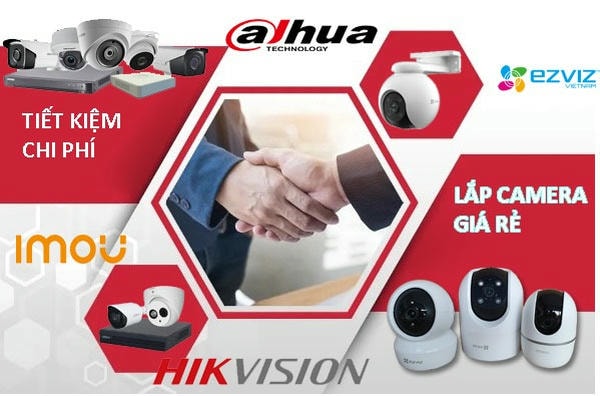 alhua
TECHNOLOGY
ezviz
VIETNAM
TIẾT KIỆM
CHI PHÍ
LẮP CAMERA
GIÁ RẺ
imou
HIKVISION